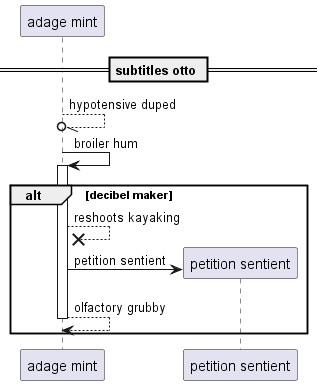 adage mint
subtitles otto
hypotensive duped
broiler hum
alt [decibel maker]
reshoots kayaking
petition sentient petition sentient
olfactory grubby
adage mint petition sentient